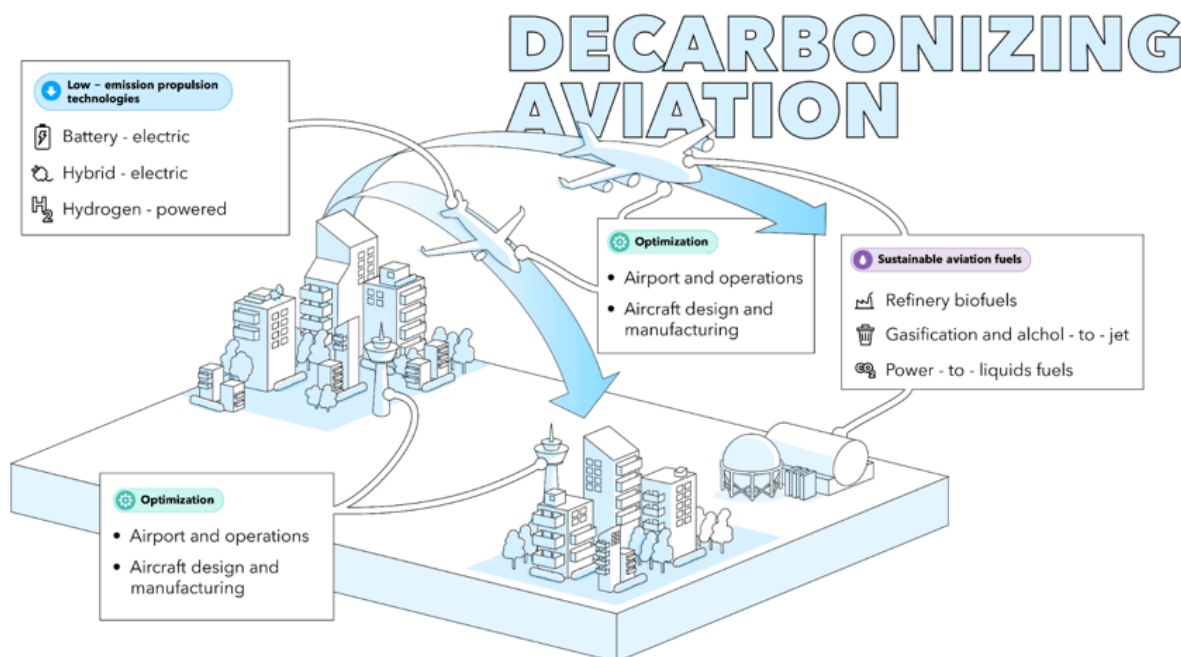 DECARBONIZING
AVIATION
Low - emission propulsion
technologies
Battery - electric
Hybrid - electric
H2
Hydrogen - powered
Optimization
• Airport and operations
• Aircraft design and
manufacturing
Sustainable aviation fuels
Refinery biofuels
Gasification and alchol - to - jet
CO2
Power - to - liquids fuels
Optimization
• Airport and operations
• Aircraft design and
manufacturing